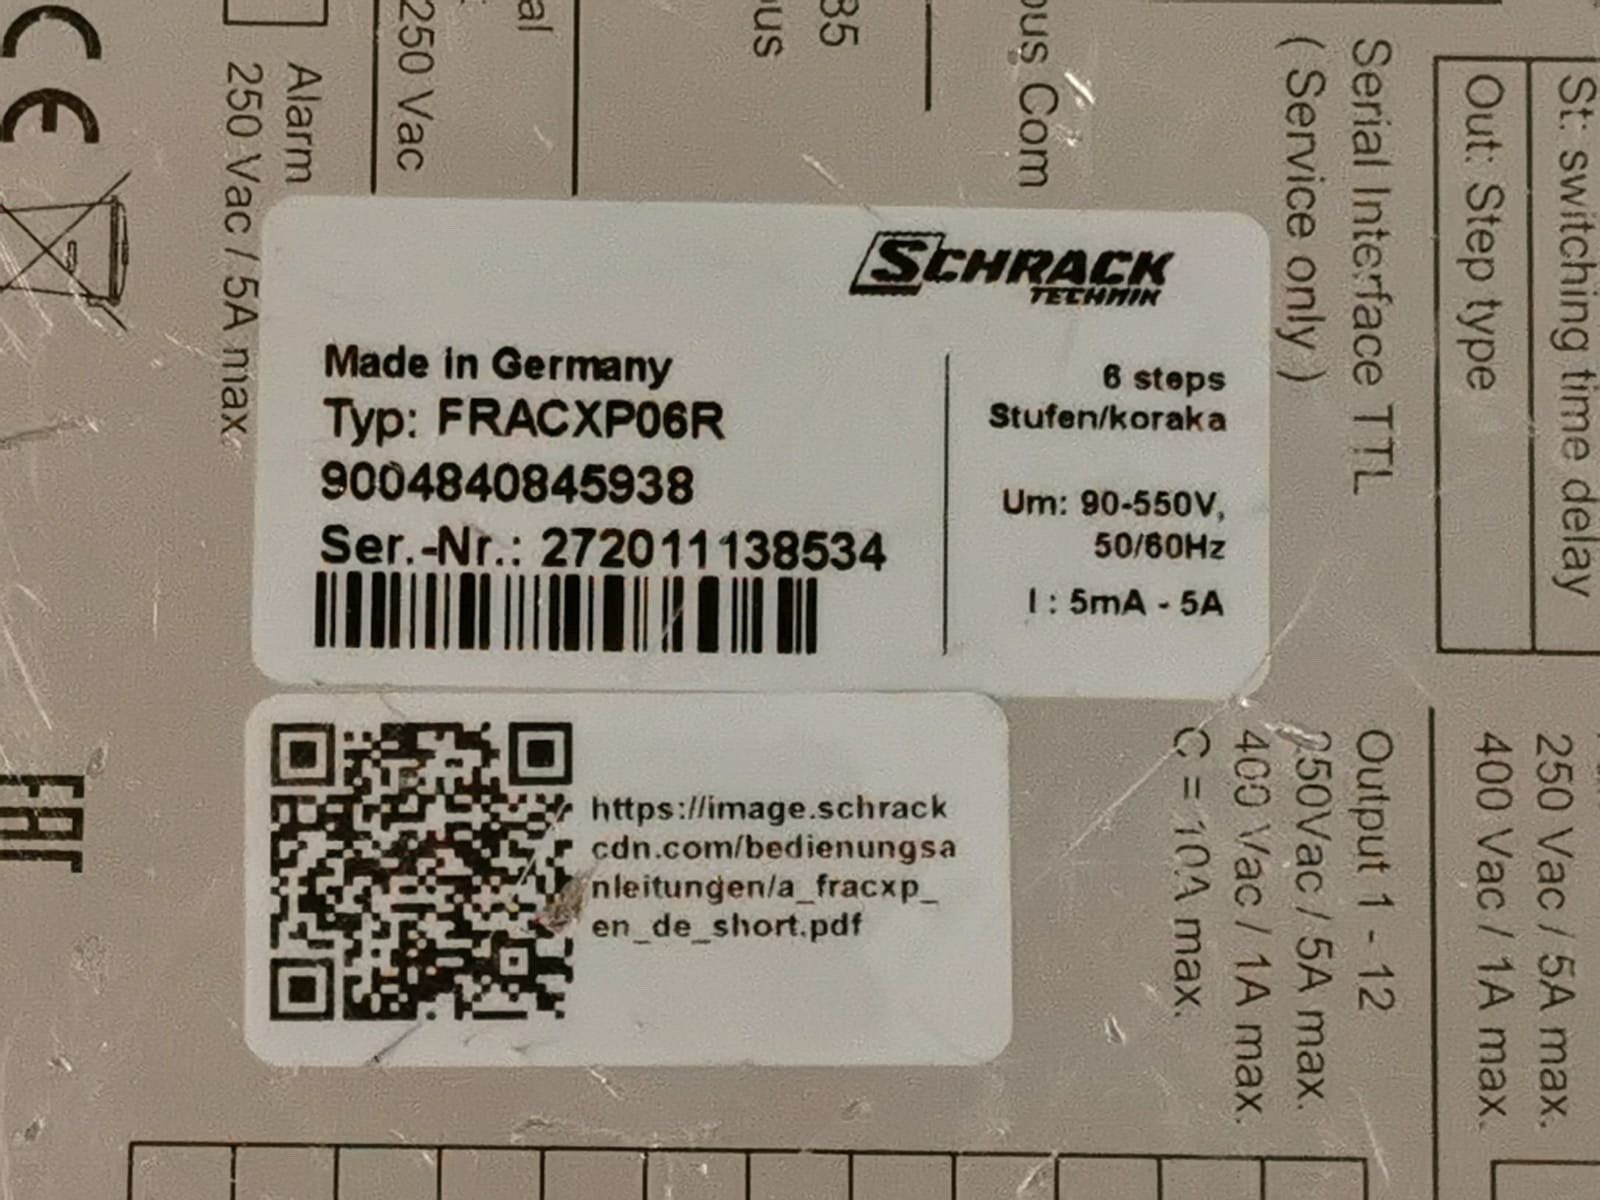 SCHRACK
TECHNIK
Made in Germany
Typ: FRACXP06R
9004840845938
Ser.-Nr.: 272011138534
6 steps
Stufen/koraka
Um: 90-550V,
50/60Hz
I : 5mA - 5A
https://image.schrack
cdn.com/bedienungsa
nleitungen/a_fracxp_
en_de_short.pdf
CE
EAC
Alarm
250 Vac / 5A max.
250 Vac
Com
Serial Interface TTL
( Service only )
St: switching time delay
Out: Step type
Output 1 - 12
250Vac / 5A max.
400 Vac / 1A max.
C = 10A max.
250 Vac / 5A max.
400 Vac / 1A max.